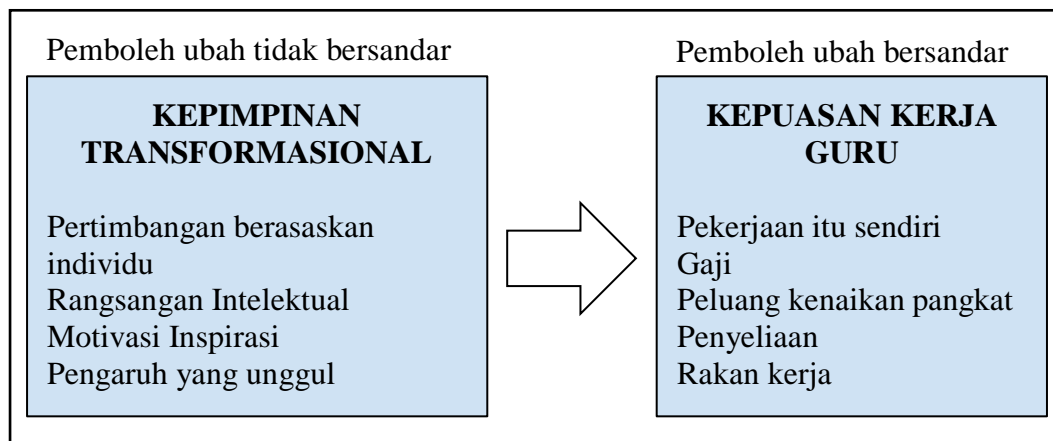 Pemboleh ubah tidak bersandar
KEPIMPINAN
TRANSFORMASIONAL
Pertimbangan berasaskan
individu
Rangsangan Intelektual
Motivasi Inspirasi
Pengaruh yang unggul
Pemboleh ubah bersandar
KEPUASAN KERJA
GURU
Pekerjaan itu sendiri
Gaji
Peluang kenaikan pangkat
Penyeliaan
Rakan kerja